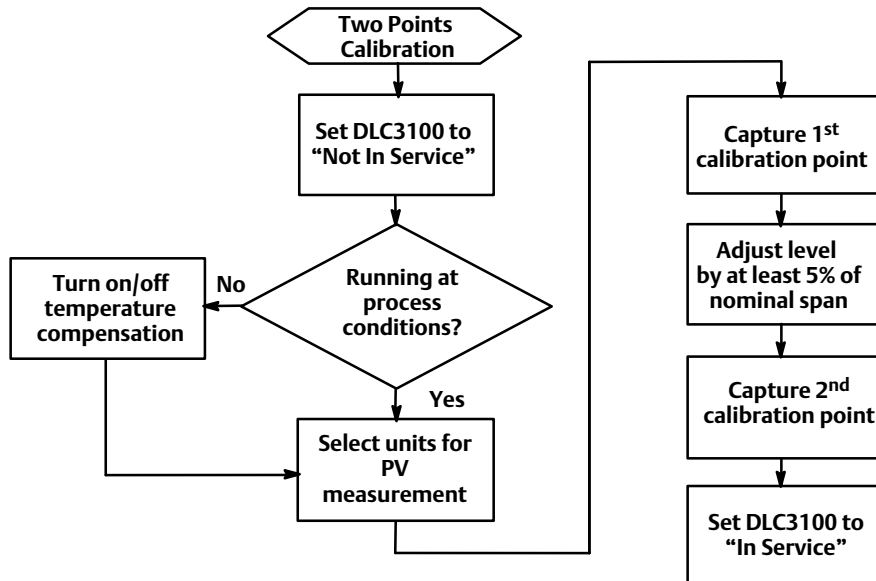 Two Points
Calibration
Set DLC3100 to
“Not In Service”
Running at
process
conditions?
No
Turn on/off
temperature
compensation
Yes
Select units for
PV
measurement
Capture 1st
calibration point
Adjust level
by at least 5% of
nominal span
Capture 2nd
calibration point
Set DLC3100 to
“In Service”